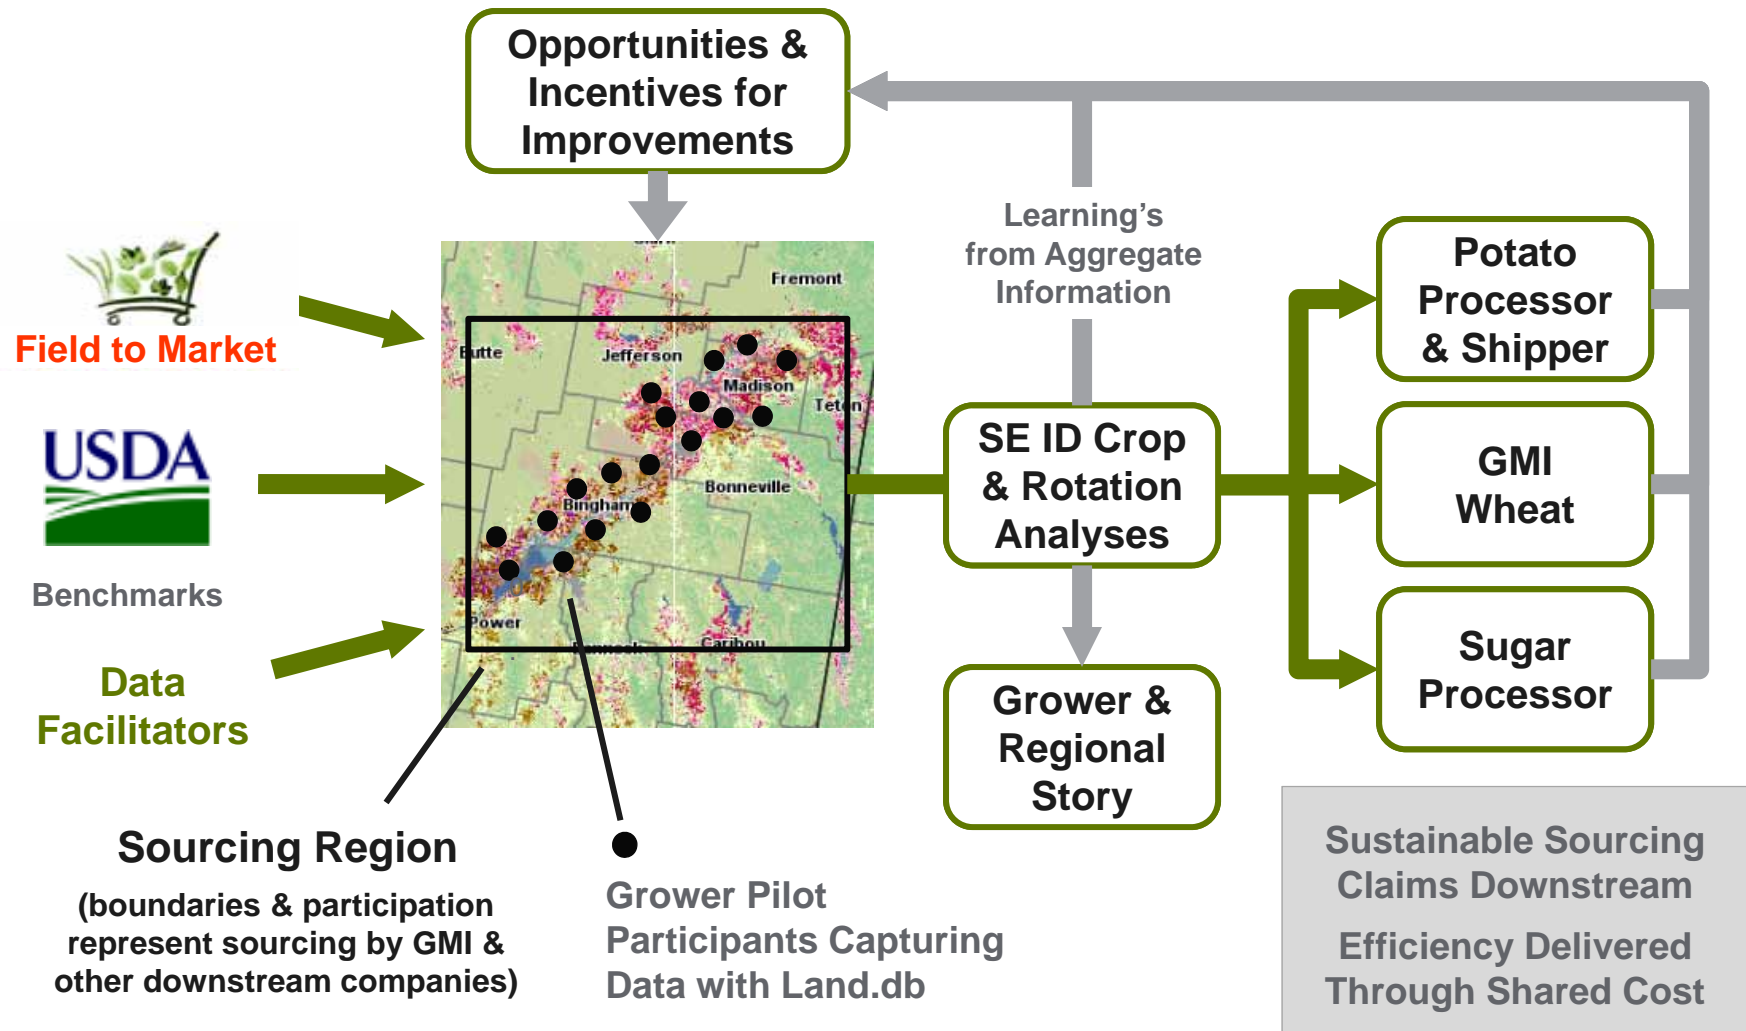 Opportunities &
Incentives for
Improvements
Learning's
from Aggregate
Information
Field to Market
USDA
Benchmarks
Data
Facilitators
Fremont
Butte
Jefferson
Madison
Teton
Bonneville
Bingham
Power
Caribou
SE ID Crop
& Rotation
Analyses
Grower &
Regional
Story
Potato
Processor
& Shipper
GMI
Wheat
Sugar
Processor
Sourcing Region
(boundaries & participation
represent sourcing by GMI &
other downstream companies)
Grower Pilot
Participants Capturing
Data with Land.db
Sustainable Sourcing
Claims Downstream
Efficiency Delivered
Through Shared Cost